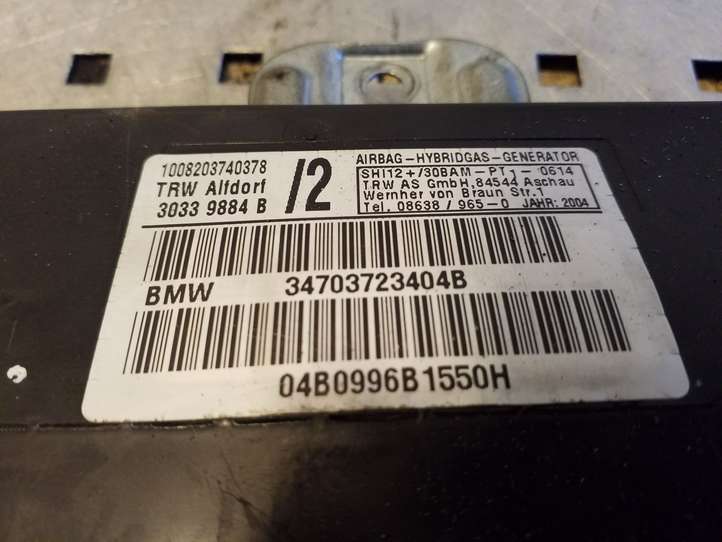 1008203740378
TRW Alfdorf
3033 9884 B
/2
AIRBAG-HYBRIDGAS-GENERATOR
SHI12+/30BAM-PT1-0614
TRW AS GmbH, 84544 Aschau
Wernher von Braun Str.1
Tel. 08638/965-0 JAHR: 2004
BMW 34703723404B
04B0996B1550H